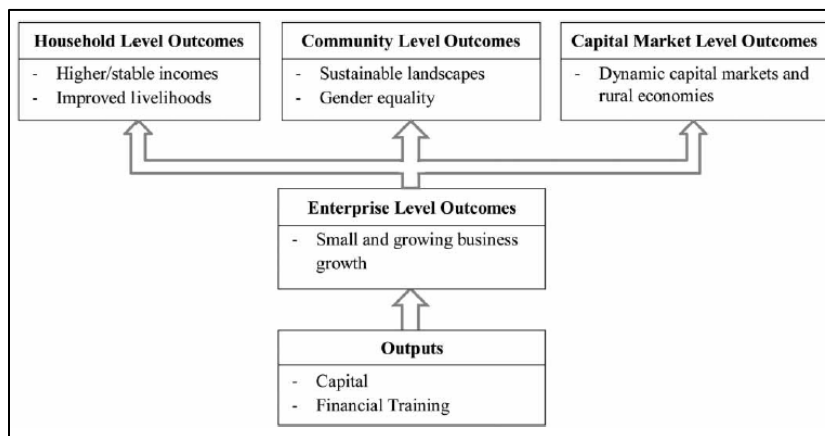 Household Level Outcomes
- Higher/stable incomes
- Improved livelihoods
Community Level Outcomes
- Sustainable landscapes
- Gender equality
Capital Market Level Outcomes
- Dynamic capital markets and
rural economies
Enterprise Level Outcomes
- Small and growing business
growth
Outputs
- Capital
- Financial Training